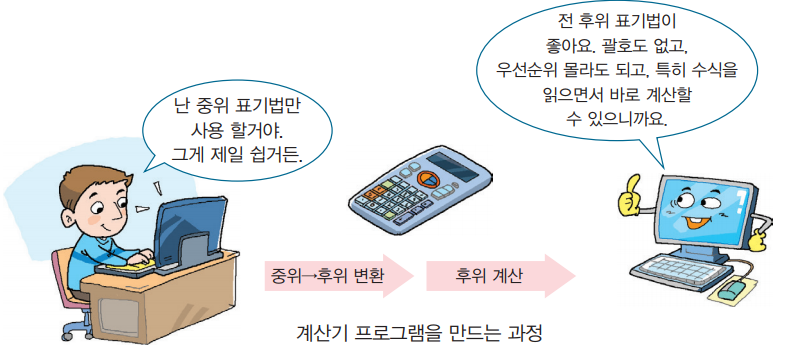 난 중위 표기법만
사용 할거야.
그게 제일 쉽거든.
전 후위 표기법이
좋아요. 괄호도 없고,
우선순위 몰라도 되고, 특히 수식을
읽으면서 바로 계산할
수 있으니까요.
중위→후위 변환
후위 계산
계산기 프로그램을 만드는 과정